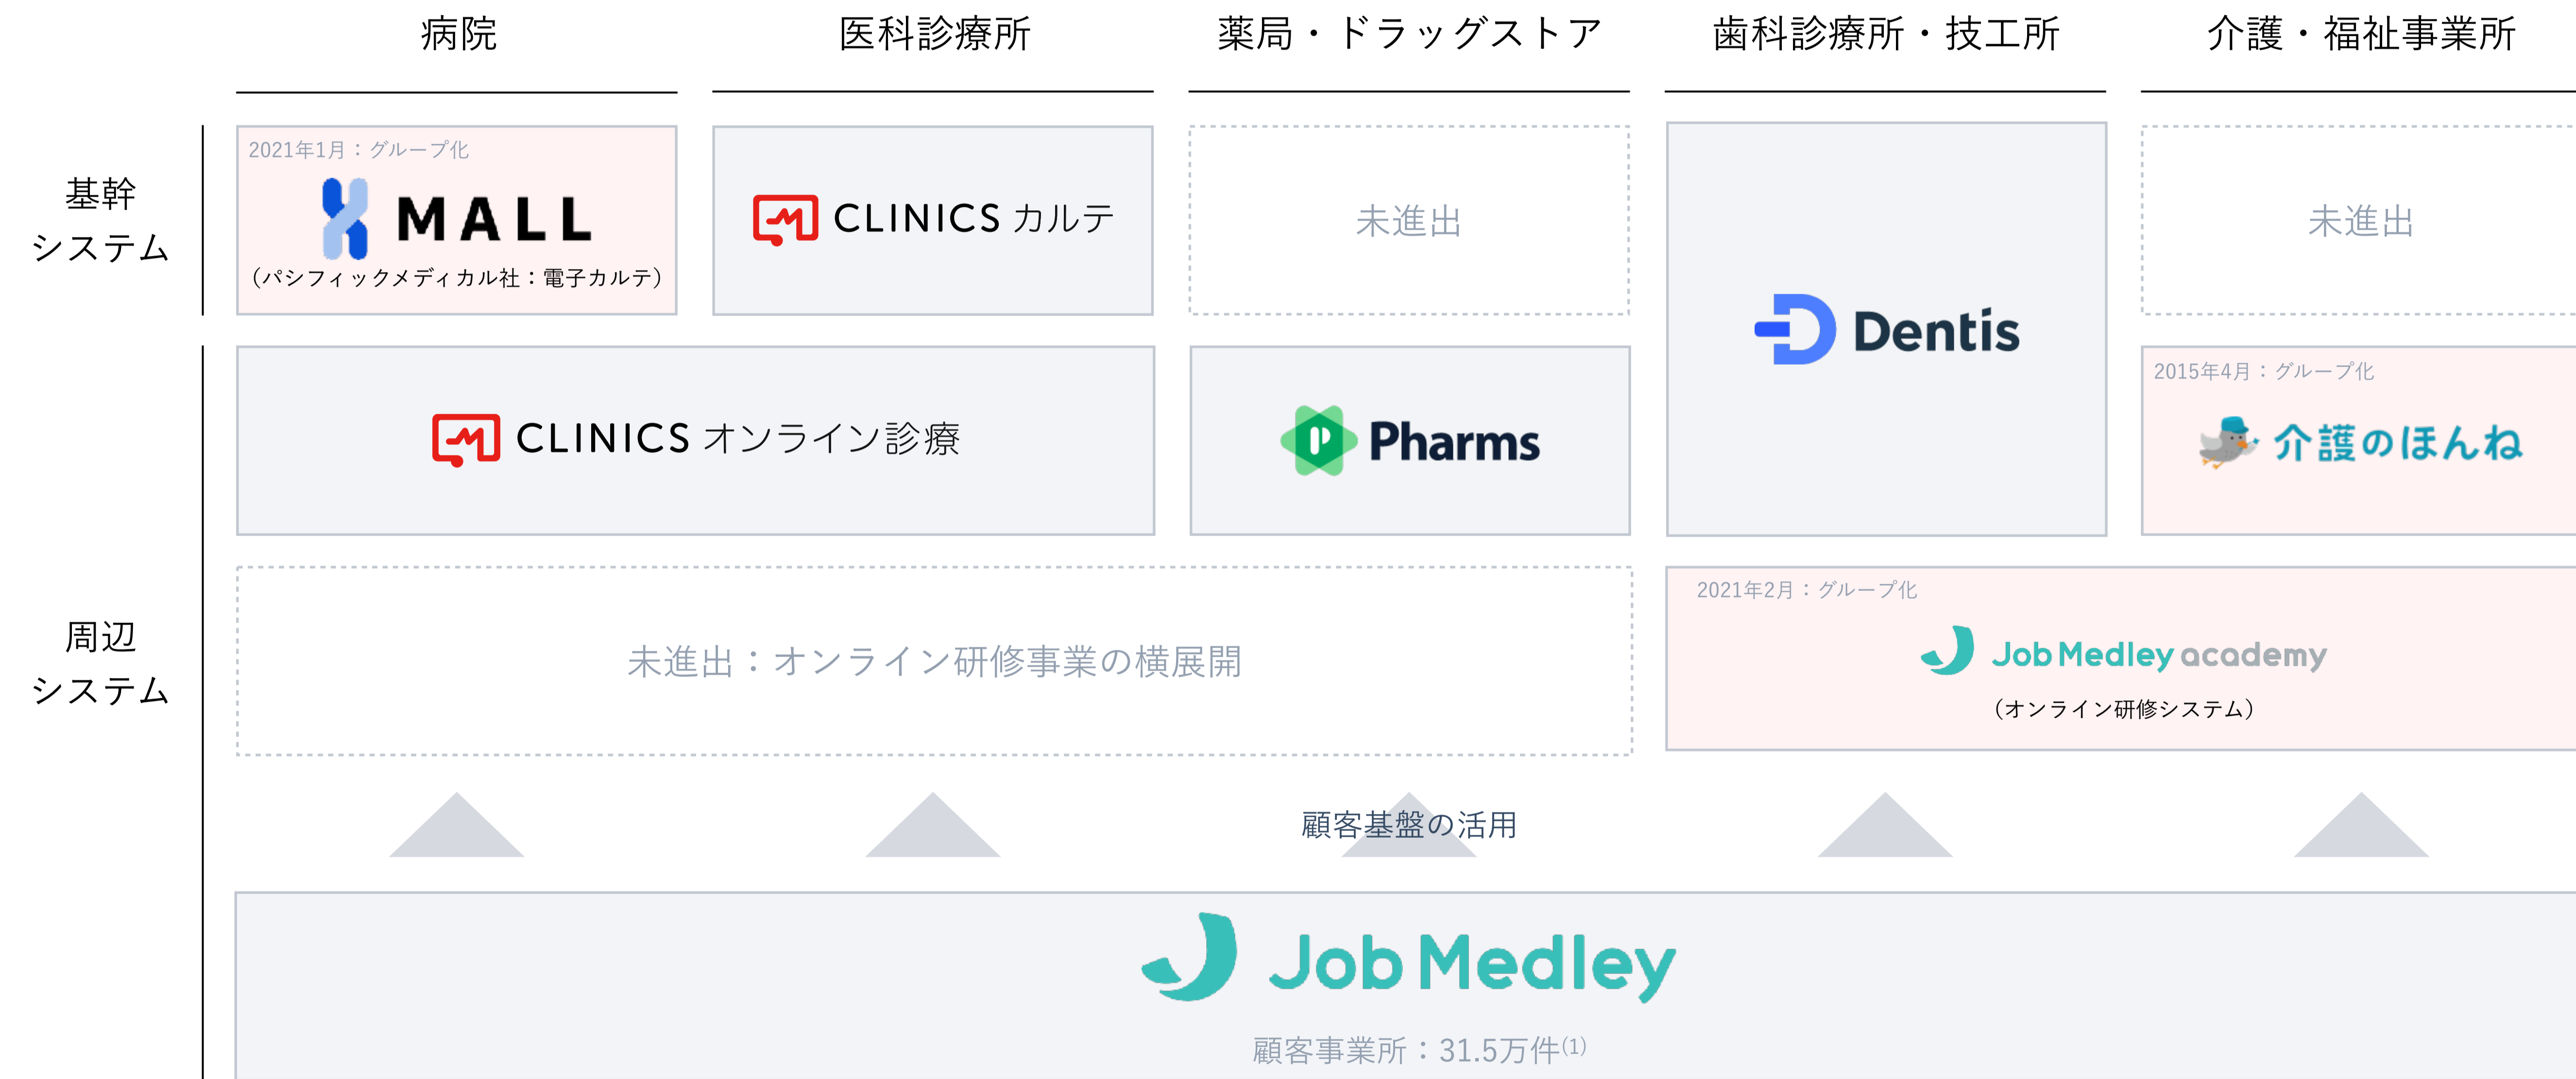 病院
医科診療所
薬局・ドラッグストア
歯科診療所・技工所
介護・福祉事業所
基幹
システム
2021年1月：グループ化
MALL
（パシフィックメディカル社：電子カルテ）
CLINICS カルテ
未進出
Dentis
未進出
周辺
システム
CLINICS オンライン診療
Pharms
2015年4月：グループ化
介護のほんね
未進出：オンライン研修事業の横展開
2021年2月：グループ化
Job Medley academy
（オンライン研修システム）
顧客基盤の活用
Job Medley
顧客事業所：31.5万件(1)